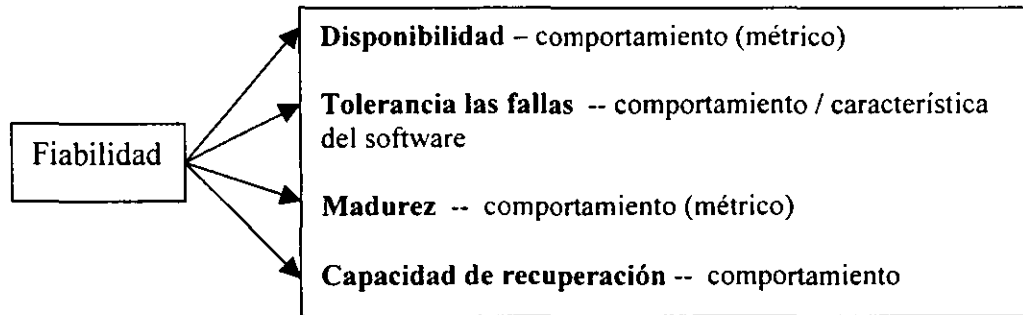 Fiabilidad
Disponibilidad – comportamiento (métrico)
Tolerancia las fallas -- comportamiento / característica
del software
Madurez -- comportamiento (métrico)
Capacidad de recuperación -- comportamiento